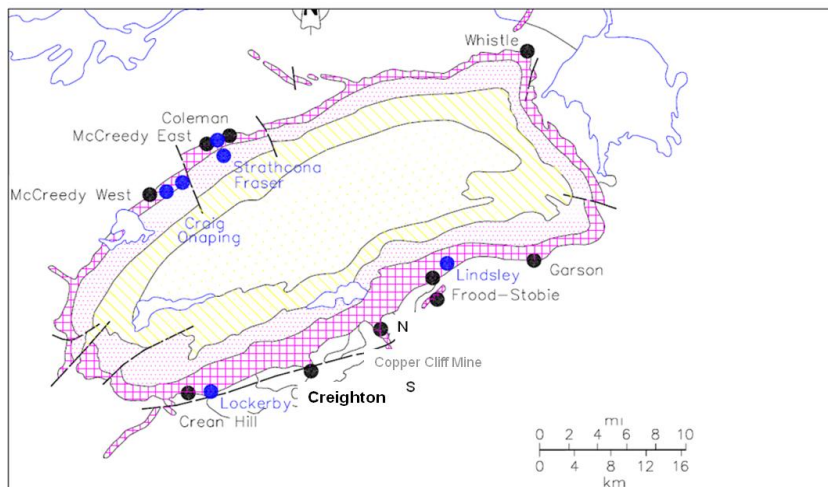 N
Whistle
Coleman
McCreedy East
Strathcona
Fraser
McCreedy West
Craig
Onaping
Lindsley
Garson
Frood-Stobie
N
Copper Cliff Mine
S
Creighton
Lockerby
Crean Hill
mi
0 2 4 6 8 10
0 4 8 12 16
km